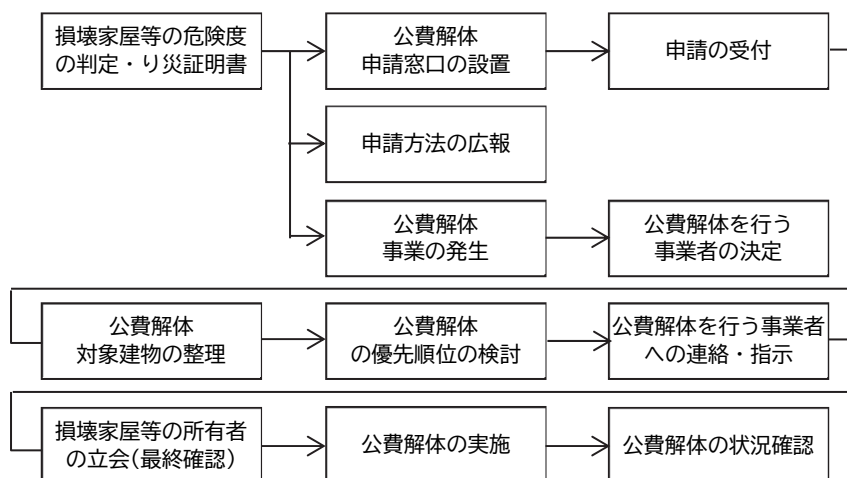 損壊家屋等の危険度
の判定・り災証明書
公費解体
申請窓口の設置
申請の受付
申請方法の広報
公費解体
事業の発生
公費解体を行う
事業者の決定
公費解体
対象建物の整理
公費解体
の優先順位の検討
公費解体を行う事業者
への連絡・指示
損壊家屋等の所有者
の立会(最終確認)
公費解体の実施
公費解体の状況確認